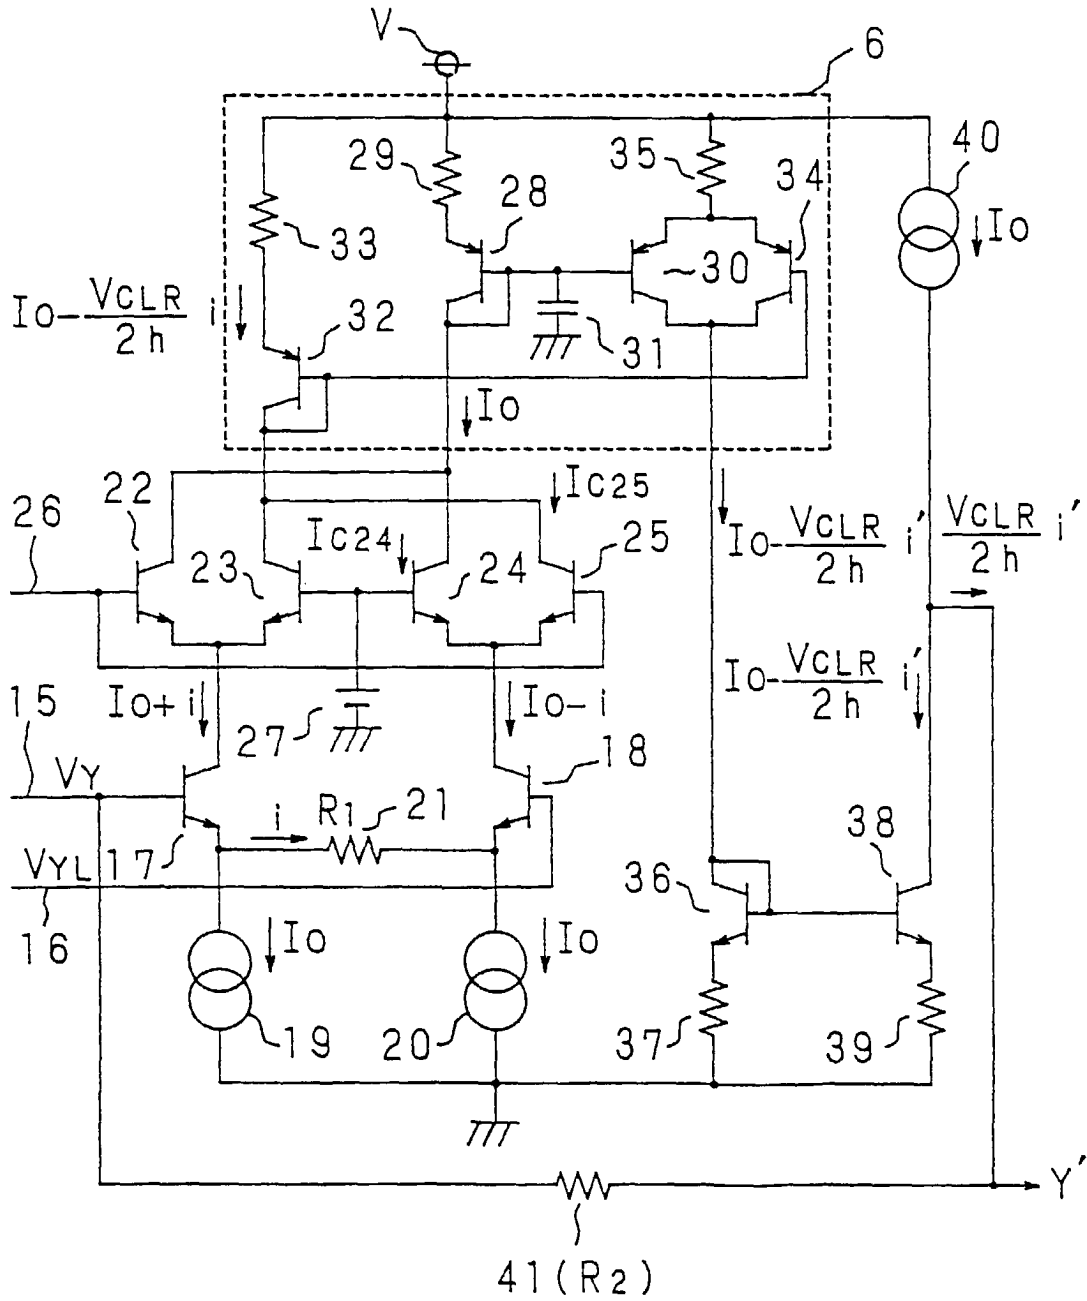 V
6
40
29
35
34
28
33
Io
30
Io-VCLR/2h i
32
31
Io
IC25
22
26
IC24
25
Io-VCLR/2h i′
VCLR/2h i′
23
24
Io-VCLR/2h i′
15
Io+i
Io-i
27
18
VY
R1
21
i
38
VYL
17
36
16
Io
Io
37
39
19
20
Y′
41(R2)